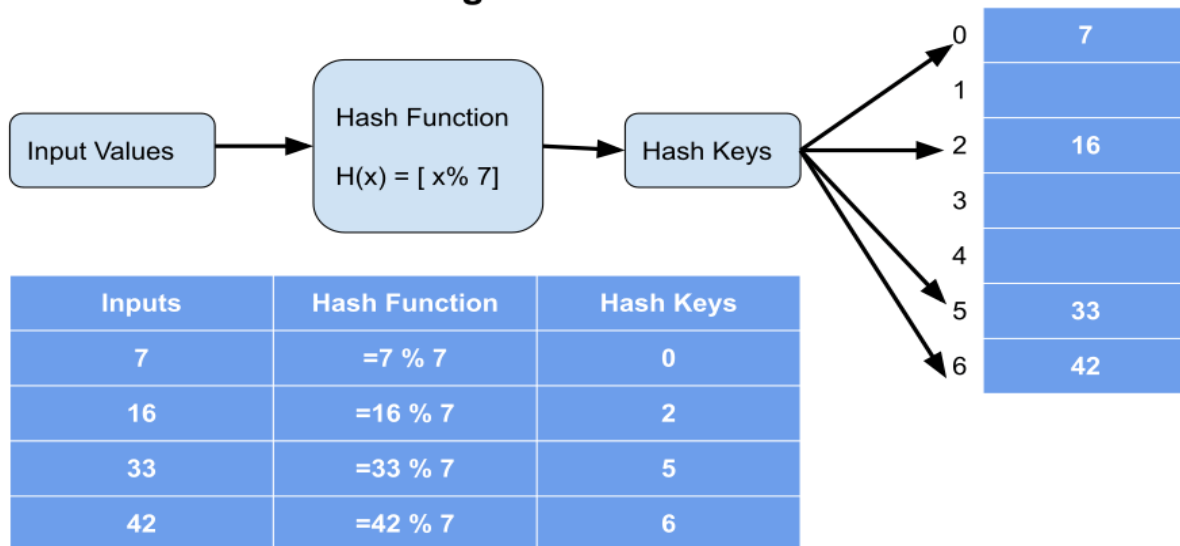 Input Values
Hash Function
H(x) = [ x% 7]
Hash Keys
0 7
1
2 16
3
4
5 33
6 42
Inputs Hash Function Hash Keys
7 =7 % 7 0
16 =16 % 7 2
33 =33 % 7 5
42 =42 % 7 6